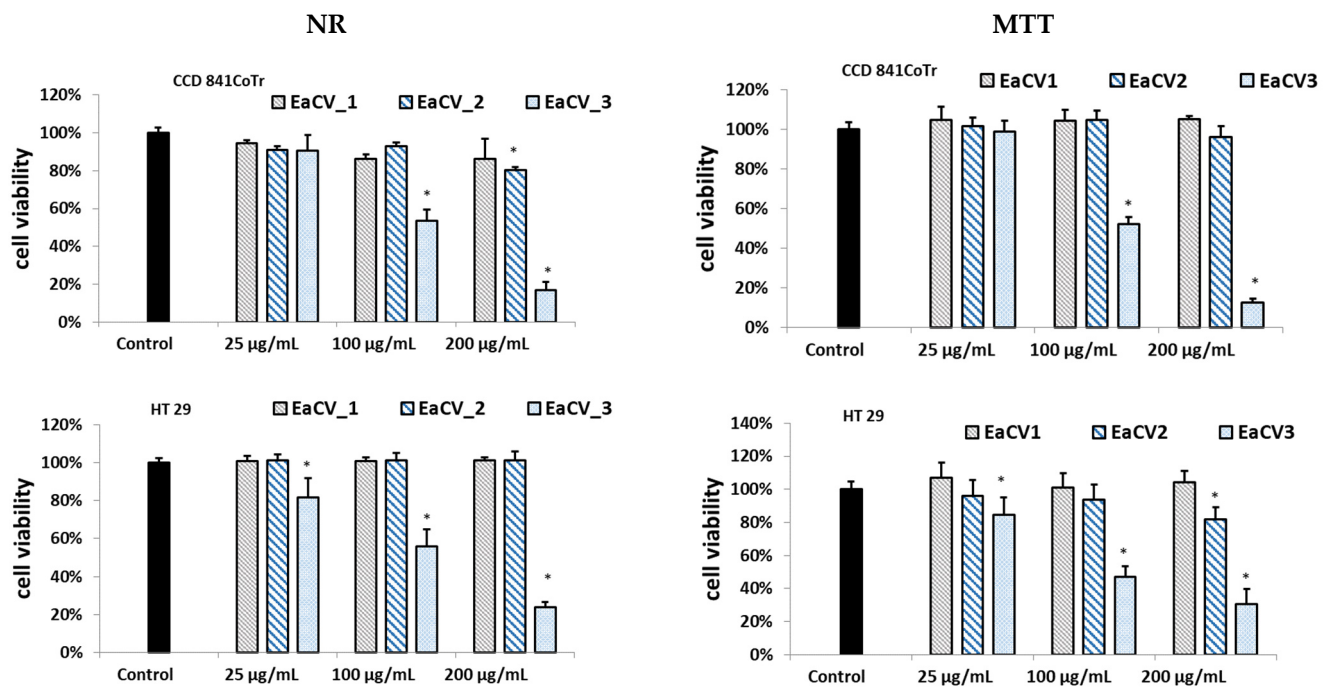 NR
MTT
CCD 841CoTr
EaCV_1 EaCV_2 EaCV_3
120%
100%
80%
60%
40%
20%
0%
cell viability
* * *
Control 25 µg/mL 100 µg/mL 200 µg/mL
CCD 841CoTr
EaCV1 EaCV2 EaCV3
120%
100%
80%
60%
40%
20%
0%
cell viability
* *
Control 25 µg/mL 100 µg/mL 200 µg/mL
HT 29
EaCV_1 EaCV_2 EaCV_3
120%
100%
80%
60%
40%
20%
0%
cell viability
* * *
Control 25 µg/mL 100 µg/mL 200 µg/mL
HT 29
EaCV1 EaCV2 EaCV3
140%
120%
100%
80%
60%
40%
20%
0%
cell viability
* * * *
Control 25 µg/mL 100 µg/mL 200 µg/mL